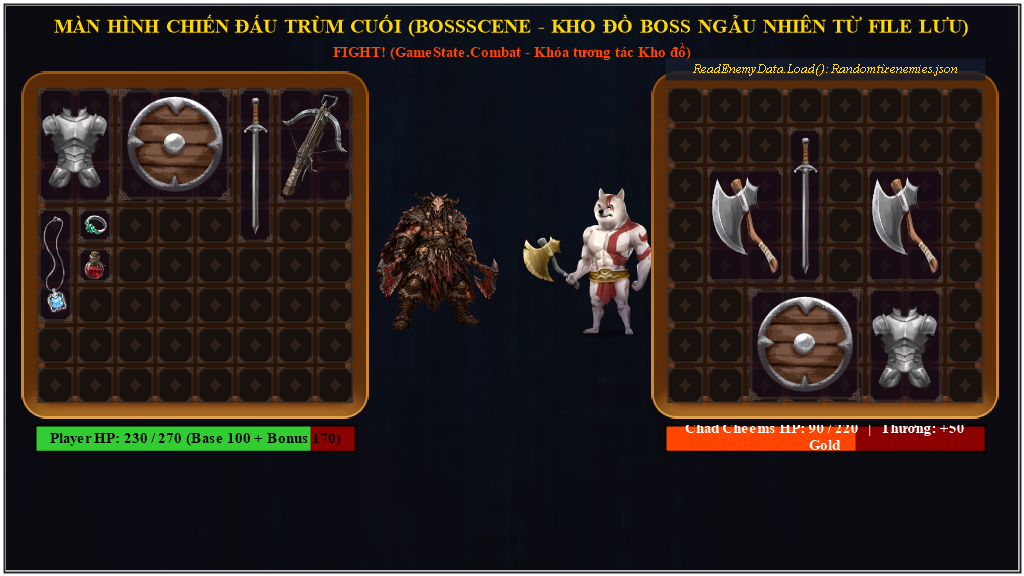 MÀN HÌNH CHIẾN ĐẤU TRÙM CUỐI (BOSSSCENE - KHO ĐỒ BOSS NGẪU NHIÊN TỪ FILE LƯU)
FIGHT! (GameState.Combat - Khóa tương tác Kho đồ)
ReadEnemyData.Load(): Randomtirenemies.json
Player HP: 230 / 270 (Base 100 + Bonus 170)
Chad Cheems HP: 90 / 220 | Thưởng: +50
Gold